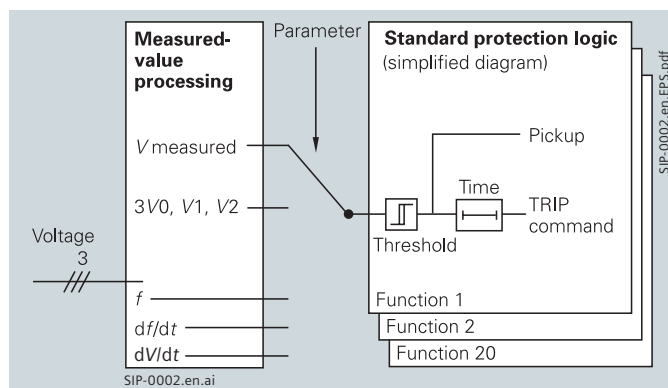 Measured-
value
processing
Parameter
Standard protection logic
(simplified diagram)
V measured
3V0, V1, V2
Voltage
3
f
df/dt
dV/dt
Pickup
Time
TRIP
command
Threshold
Function 1
Function 2
Function 20
SIP-0002.en.ai
SIP-0002.en.EPS.pdf